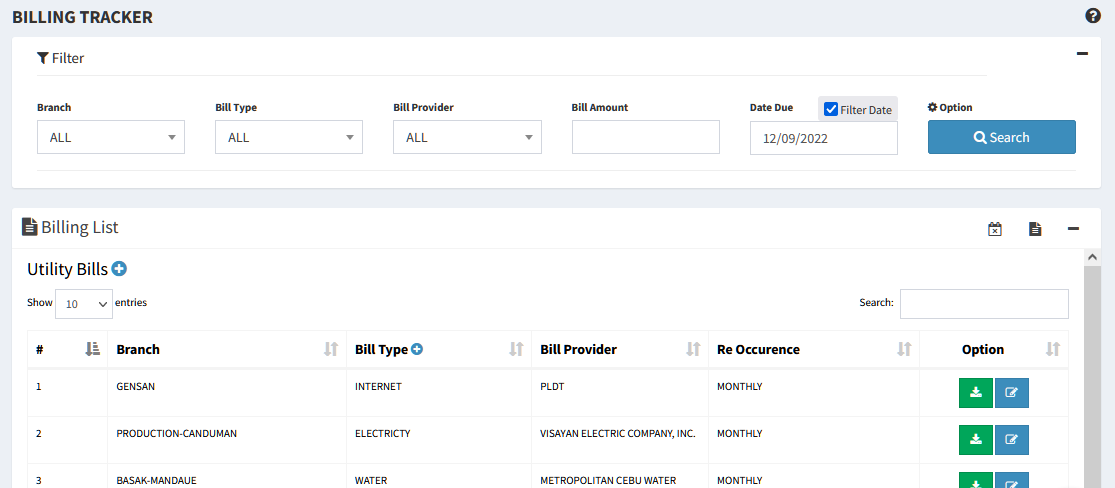 BILLING TRACKER
Filter
Branch Bill Type Bill Provider Bill Amount Date Due Filter Date Option
ALL ALL ALL 12/09/2022 Search
Billing List
Utility Bills
Show 10 entries Search:
# Branch Bill Type Bill Provider Re Occurence Option
1 GENSAN INTERNET PLDT MONTHLY
2 PRODUCTION-CANDUMAN ELECTRICTY VISAYAN ELECTRIC COMPANY, INC. MONTHLY
3 BASAK-MANDAUE WATER METROPOLITAN CEBU WATER MONTHLY